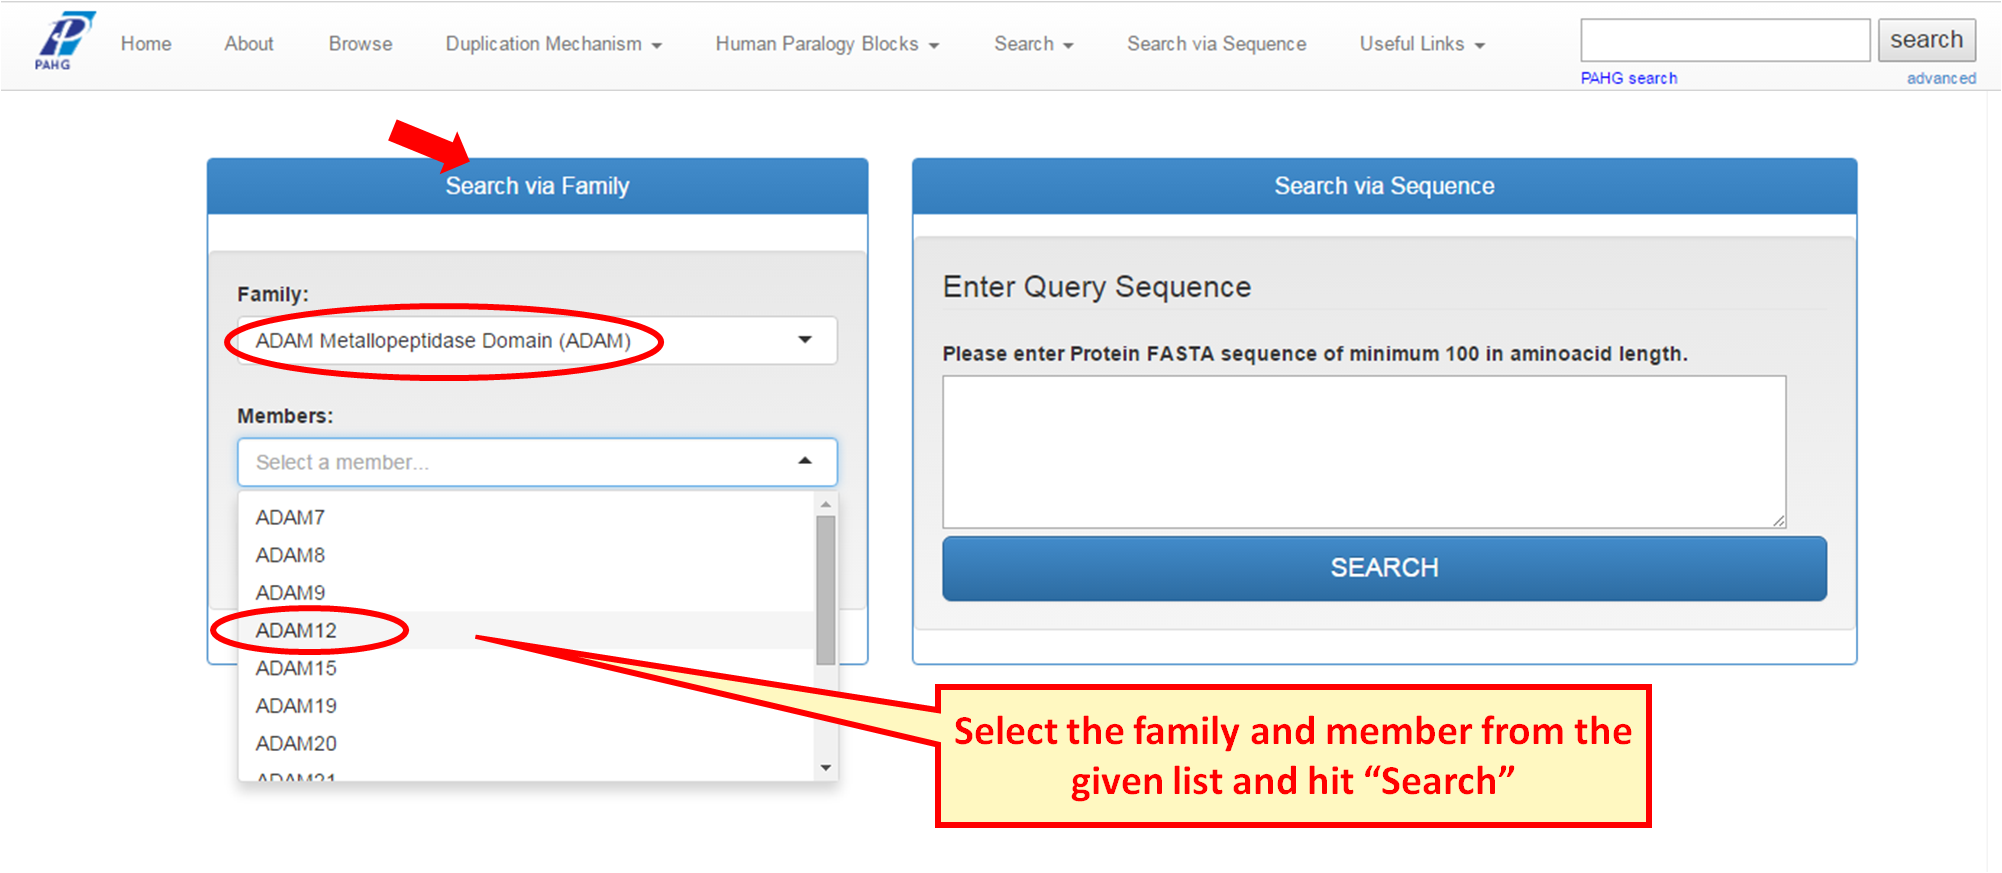 PAHG
Home
About
Browse
Duplication Mechanism
Human Paralogy Blocks
Search
Search via Sequence
Useful Links
search
PAHG search
advanced
Search via Family
Family:
ADAM Metallopeptidase Domain (ADAM)
Members:
Select a member...
ADAM7
ADAM8
ADAM9
ADAM12
ADAM15
ADAM19
ADAM20
ADAM21
Search via Sequence
Enter Query Sequence
Please enter Protein FASTA sequence of minimum 100 in aminoacid length.
SEARCH
Select the family and member from the
given list and hit “Search”